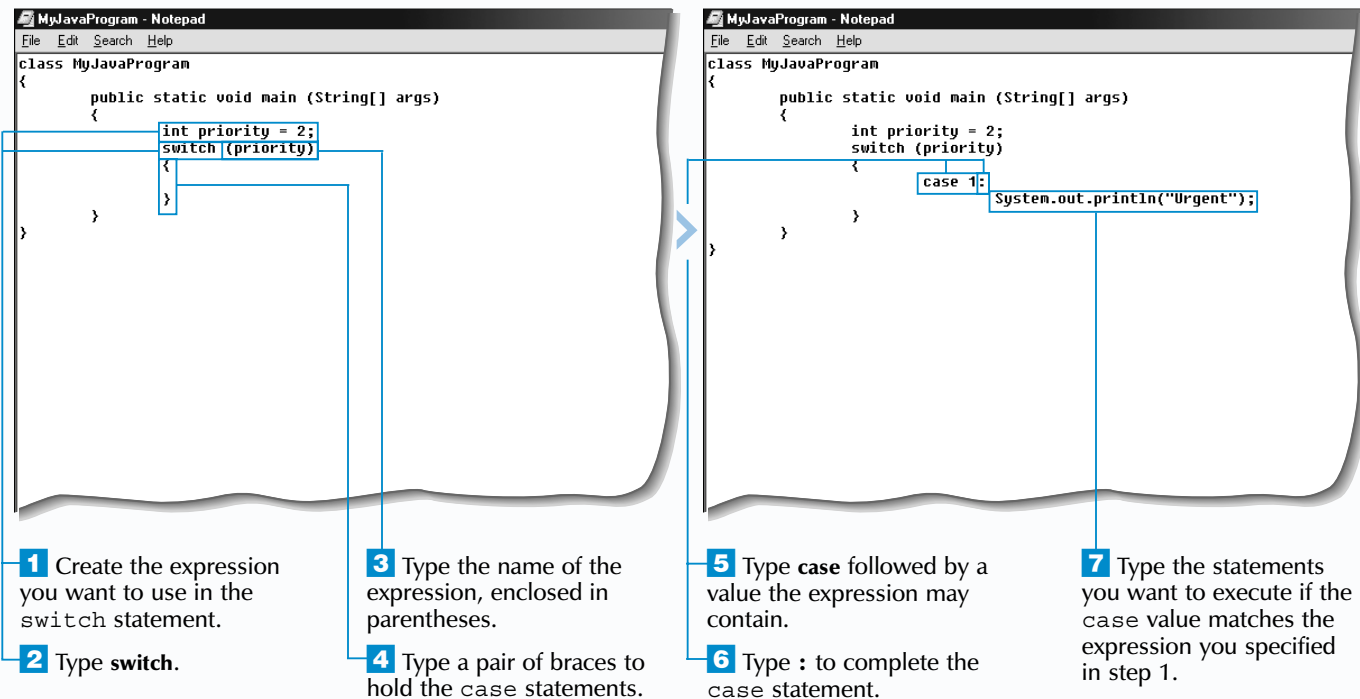 MyJavaProgram - Notepad
File Edit Search Help
class MyJavaProgram
{
public static void main (String[] args)
{
int priority = 2;
switch (priority)
{
}
}
}
1 Create the expression
you want to use in the
switch statement.
2 Type switch.
3 Type the name of the
expression, enclosed in
parentheses.
4 Type a pair of braces to
hold the case statements.
MyJavaProgram - Notepad
File Edit Search Help
class MyJavaProgram
{
public static void main (String[] args)
{
int priority = 2;
switch (priority)
{
case 1:
System.out.println("Urgent");
}
}
}
5 Type case followed by a
value the expression may
contain.
6 Type : to complete the
case statement.
7 Type the statements
you want to execute if the
case value matches the
expression you specified
in step 1.